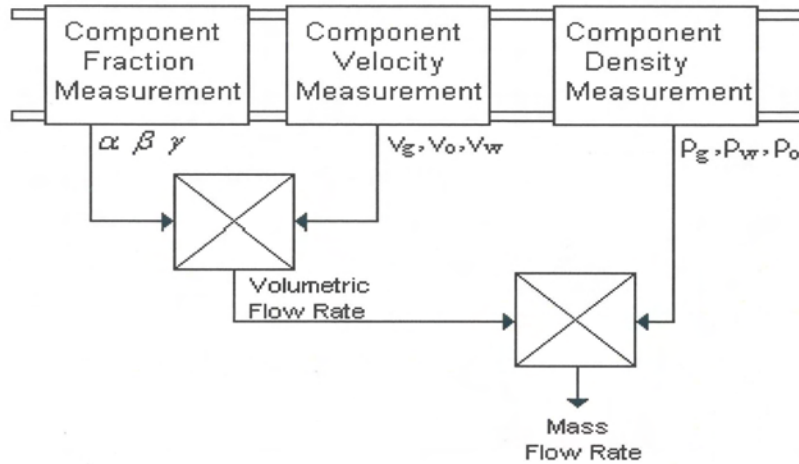 Component
Fraction
Measurement
Component
Velocity
Measurement
Component
Density
Measurement
α β γ
Vg,Vo,Vw
ρg,ρw,ρo
Volumetric
Flow Rate
Mass
Flow Rate